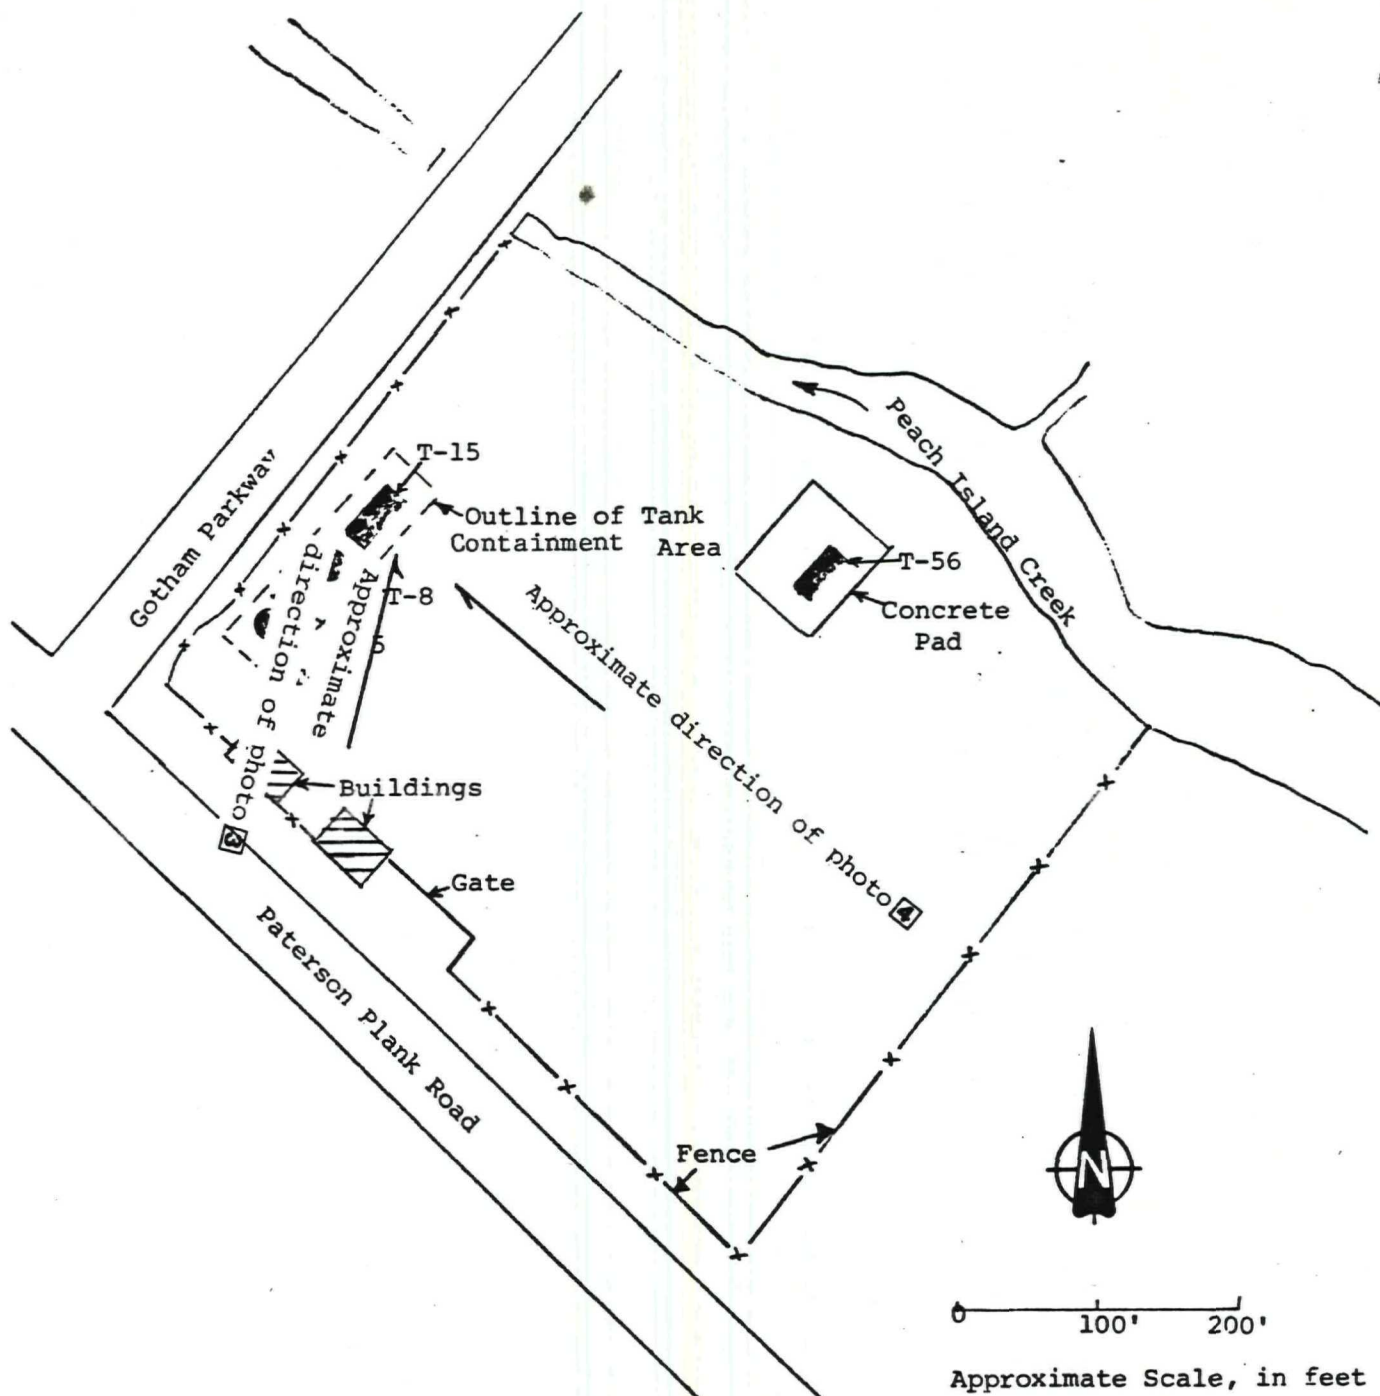 T-15
Gotham Parkway
Outline of Tank
Containment Area
Peach Island Creek
T-56
Concrete
Pad
T-8
5
Approximate
direction of photo 3
Approximate direction of photo 4
Buildings
Gate
Paterson Plank Road
Fence
N
0 100' 200'
Approximate Scale, in feet